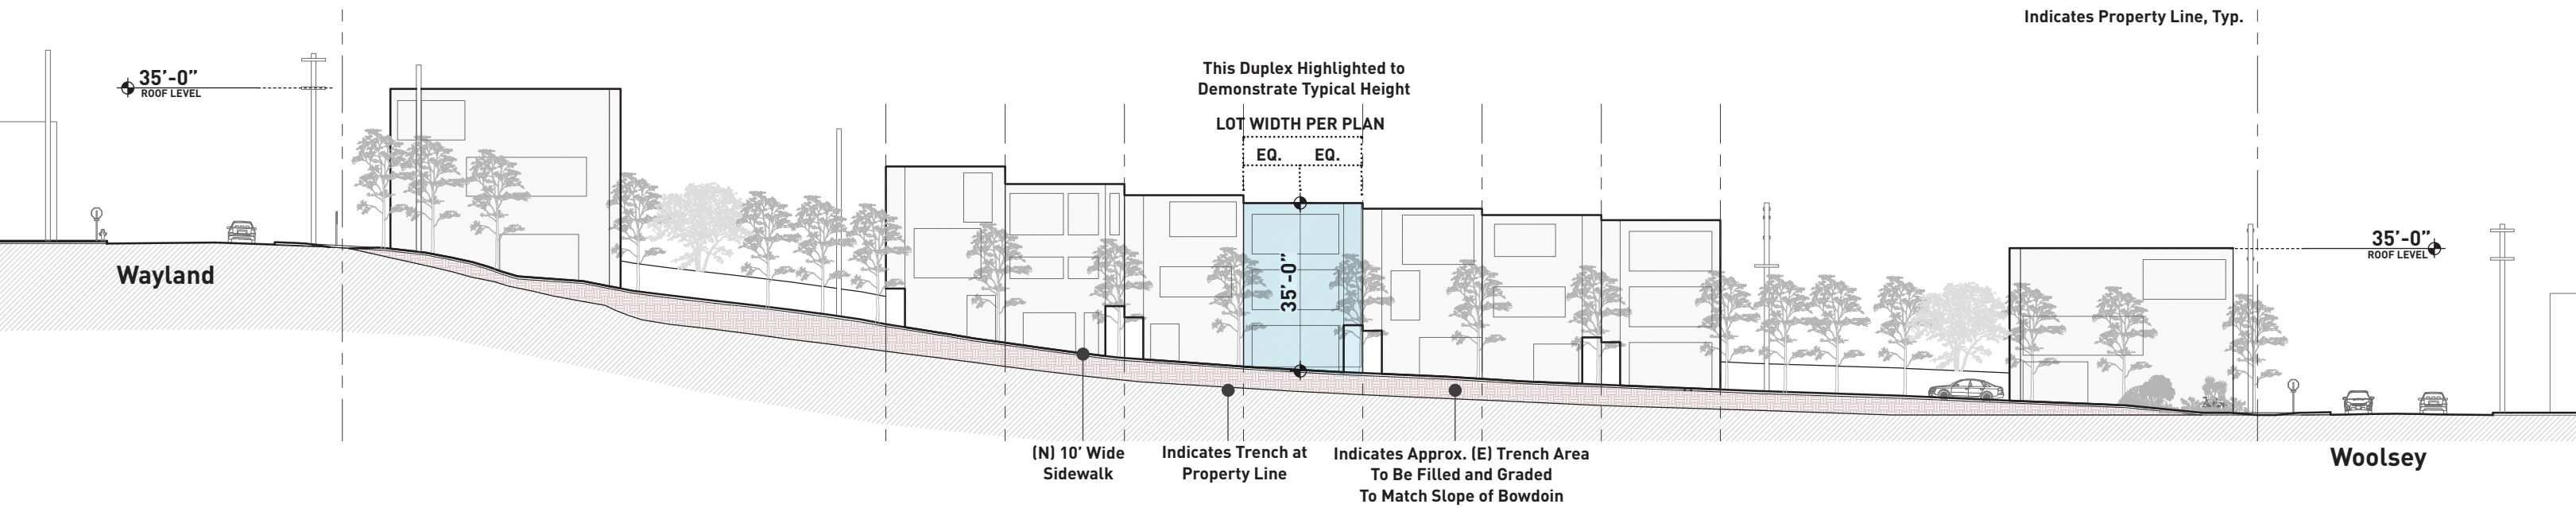 Indicates Property Line, Typ.
35’-0”
ROOF LEVEL
This Duplex Highlighted to
Demonstrate Typical Height
LOT WIDTH PER PLAN
EQ. EQ.
35’-0”
35’-0”
ROOF LEVEL
Wayland
(N) 10’ Wide
Sidewalk
Indicates Trench at
Property Line
Indicates Approx. (E) Trench Area
To Be Filled and Graded
To Match Slope of Bowdoin
Woolsey